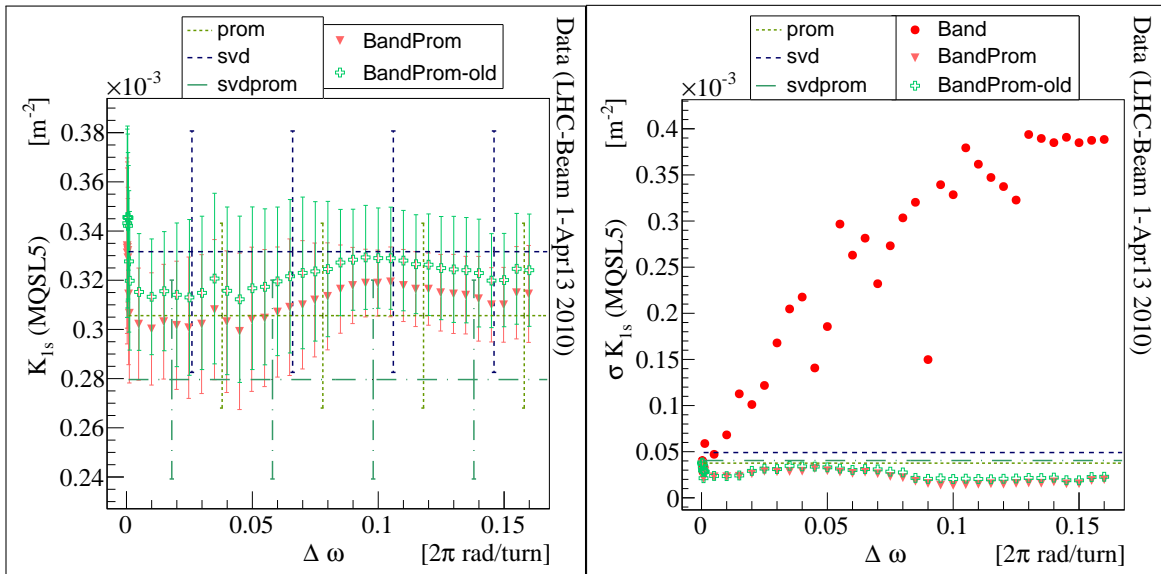 prom
svd
svdprom
BandProm
BandProm-old
×10⁻³
K₁ₛ (MQSL5) [m⁻²]
0.38
0.36
0.34
0.32
0.3
0.28
0.26
0.24
0 0.05 0.1 0.15
Δ ω [2π rad/turn]
Data (LHC-Beam 1-Apr13 2010)
prom
svd
svdprom
Band
BandProm
BandProm-old
×10⁻³
σ K₁ₛ (MQSL5) [m⁻²]
0.4
0.35
0.3
0.25
0.2
0.15
0.1
0.05
0
0 0.05 0.1 0.15
Δ ω [2π rad/turn]
Data (LHC-Beam 1-Apr13 2010)